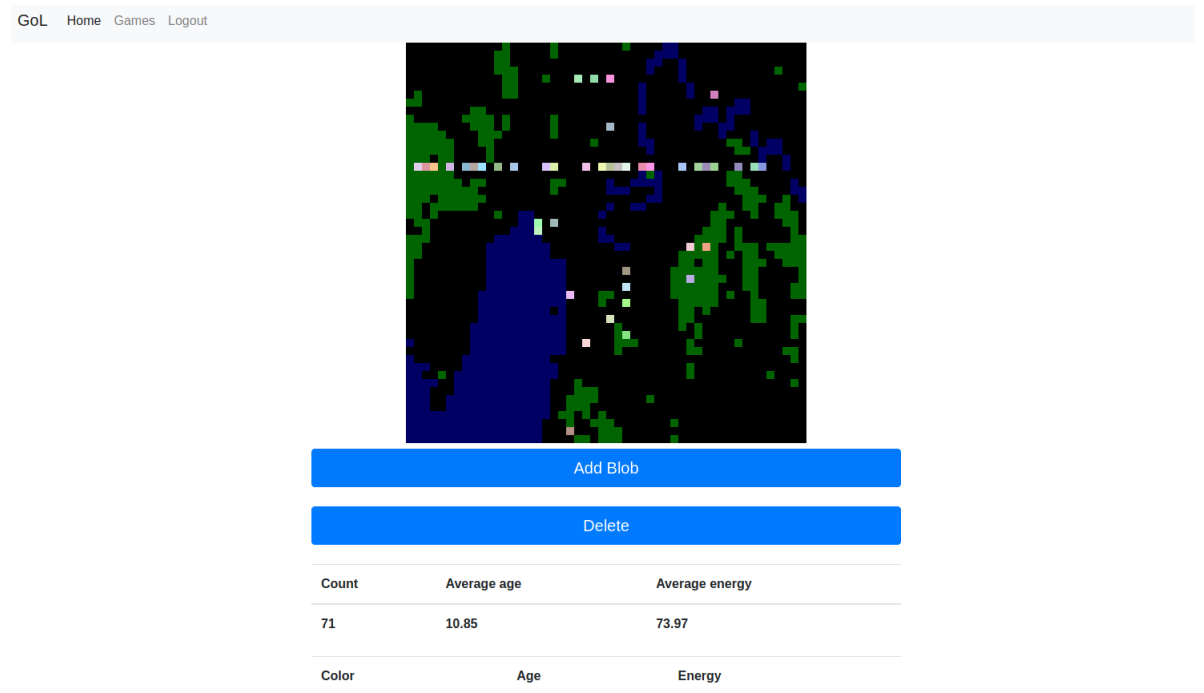 GoL Home Games Logout
Add Blob
Delete
Count Average age Average energy
71 10.85 73.97
Color Age Energy